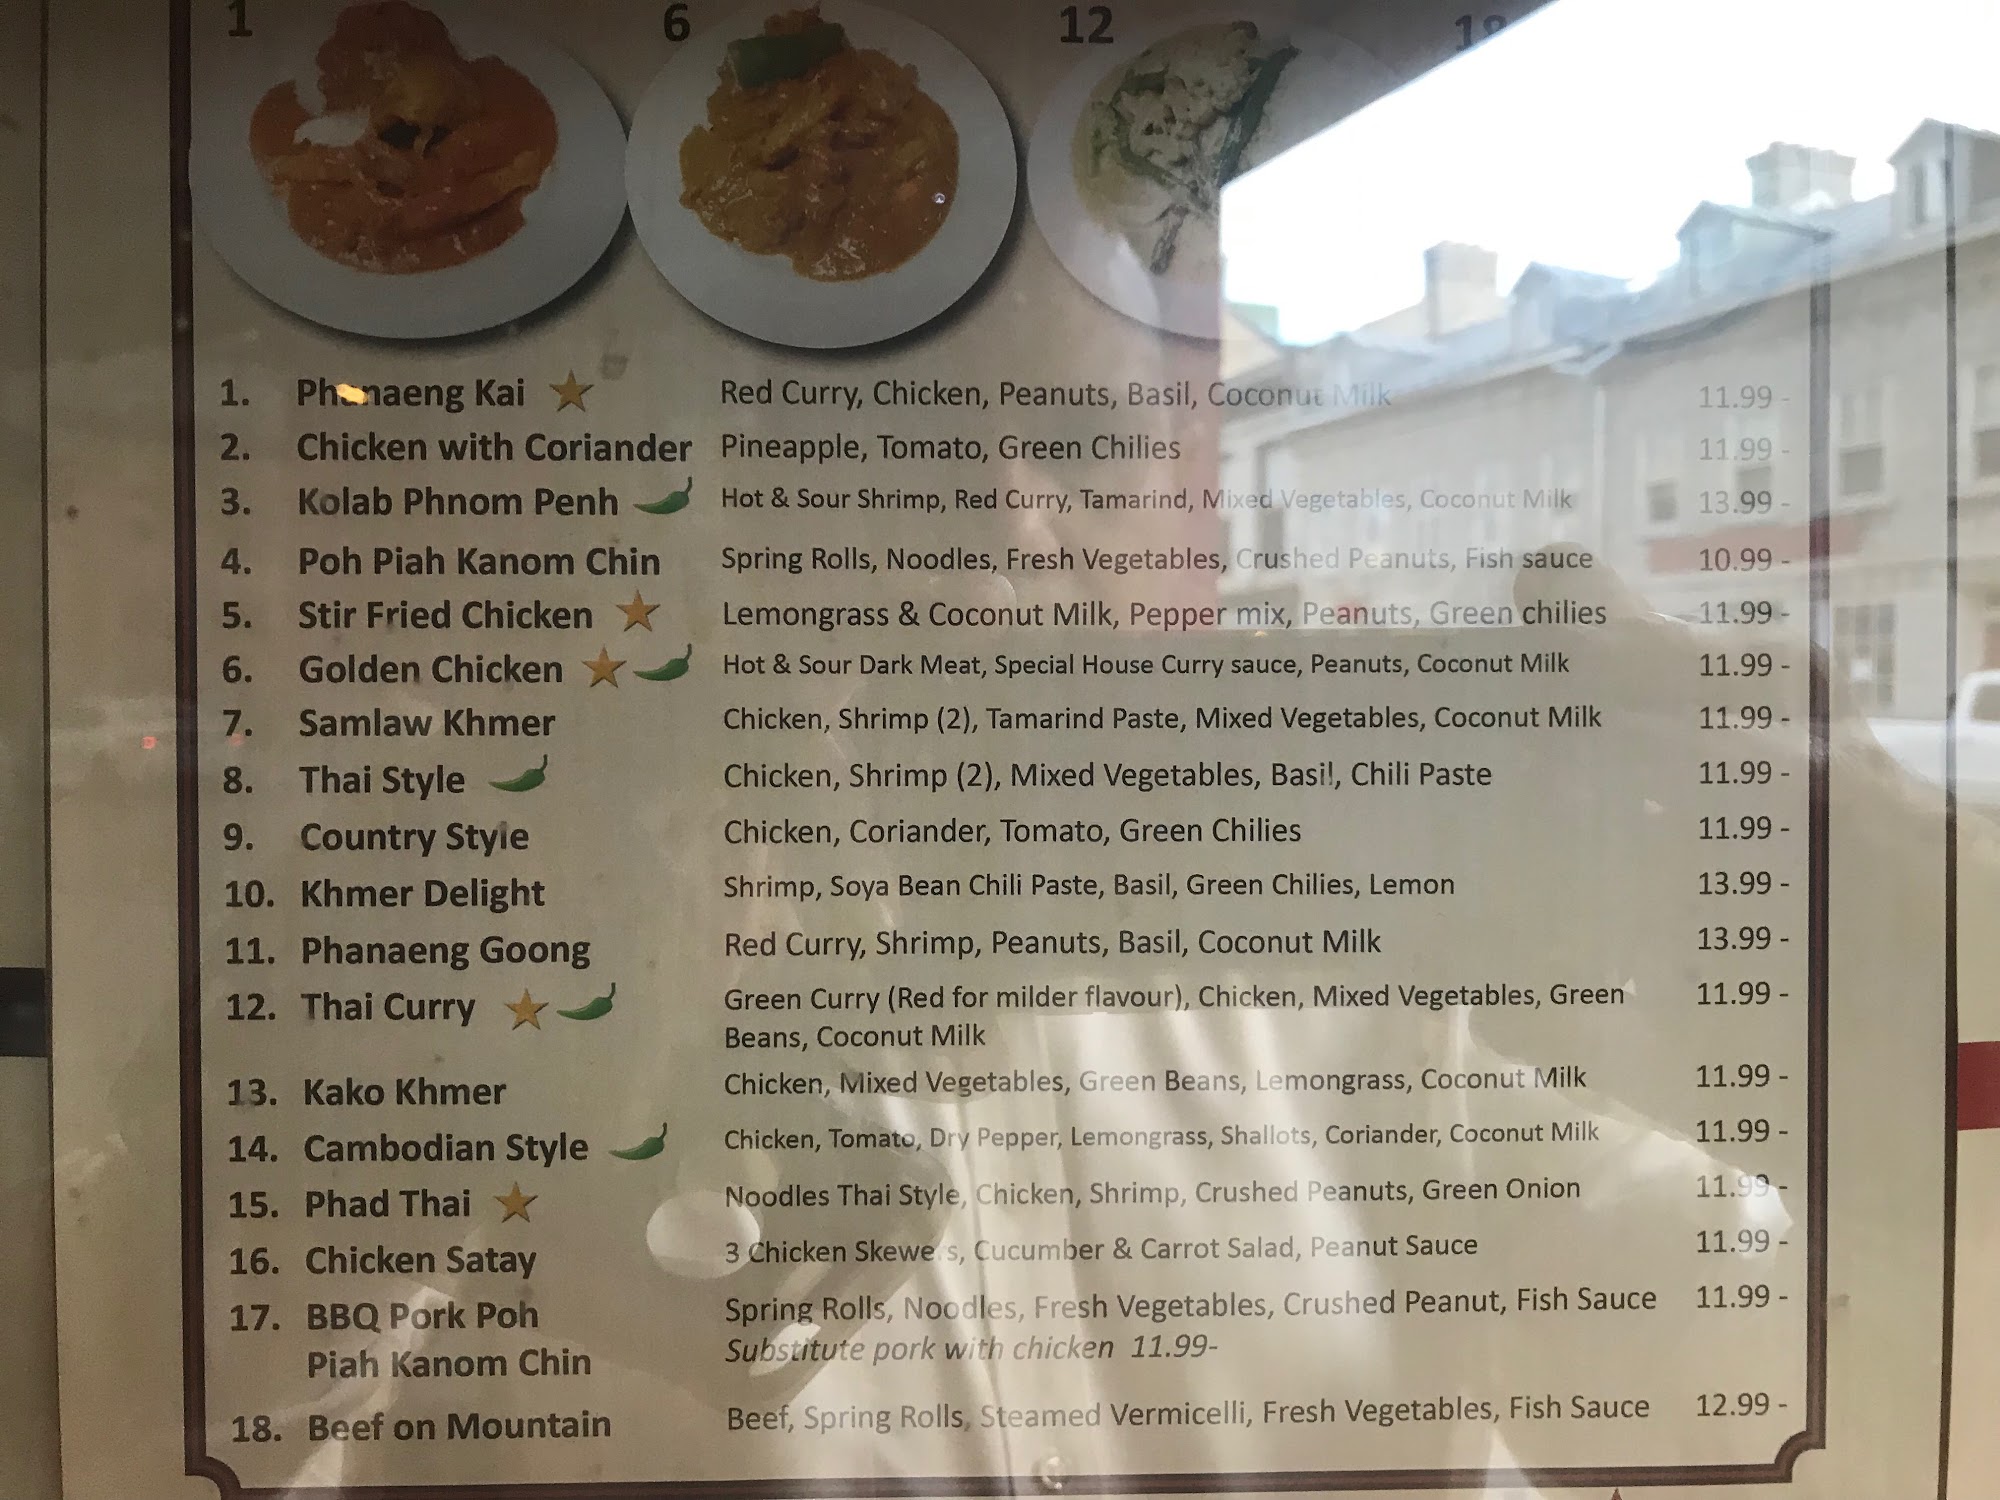 1 6 12 18
1. Phanaeng Kai Red Curry, Chicken, Peanuts, Basil, Coconut Milk 11.99 -
2. Chicken with Coriander Pineapple, Tomato, Green Chilies 11.99 -
3. Kolab Phnom Penh Hot & Sour Shrimp, Red Curry, Tamarind, Mixed Vegetables, Coconut Milk 13.99 -
4. Poh Piah Kanom Chin Spring Rolls, Noodles, Fresh Vegetables, Crushed Peanuts, Fish sauce 10.99 -
5. Stir Fried Chicken Lemongrass & Coconut Milk, Pepper mix, Peanuts, Green chilies 11.99 -
6. Golden Chicken Hot & Sour Dark Meat, Special House Curry sauce, Peanuts, Coconut Milk 11.99 -
7. Samlaw Khmer Chicken, Shrimp (2), Tamarind Paste, Mixed Vegetables, Coconut Milk 11.99 -
8. Thai Style Chicken, Shrimp (2), Mixed Vegetables, Basil, Chili Paste 11.99 -
9. Country Style Chicken, Coriander, Tomato, Green Chilies 11.99 -
10. Khmer Delight Shrimp, Soya Bean Chili Paste, Basil, Green Chilies, Lemon 13.99 -
11. Phanaeng Goong Red Curry, Shrimp, Peanuts, Basil, Coconut Milk 13.99 -
12. Thai Curry Green Curry (Red for milder flavour), Chicken, Mixed Vegetables, Green 11.99 -
Beans, Coconut Milk
13. Kako Khmer Chicken, Mixed Vegetables, Green Beans, Lemongrass, Coconut Milk 11.99 -
14. Cambodian Style Chicken, Tomato, Dry Pepper, Lemongrass, Shallots, Coriander, Coconut Milk 11.99 -
15. Phad Thai Noodles Thai Style, Chicken, Shrimp, Crushed Peanuts, Green Onion 11.99 -
16. Chicken Satay 3 Chicken Skewers, Cucumber & Carrot Salad, Peanut Sauce 11.99 -
17. BBQ Pork Poh Spring Rolls, Noodles, Fresh Vegetables, Crushed Peanut, Fish Sauce 11.99 -
Piah Kanom Chin Substitute pork with chicken 11.99-
18. Beef on Mountain Beef, Spring Rolls, Steamed Vermicelli, Fresh Vegetables, Fish Sauce 12.99 -